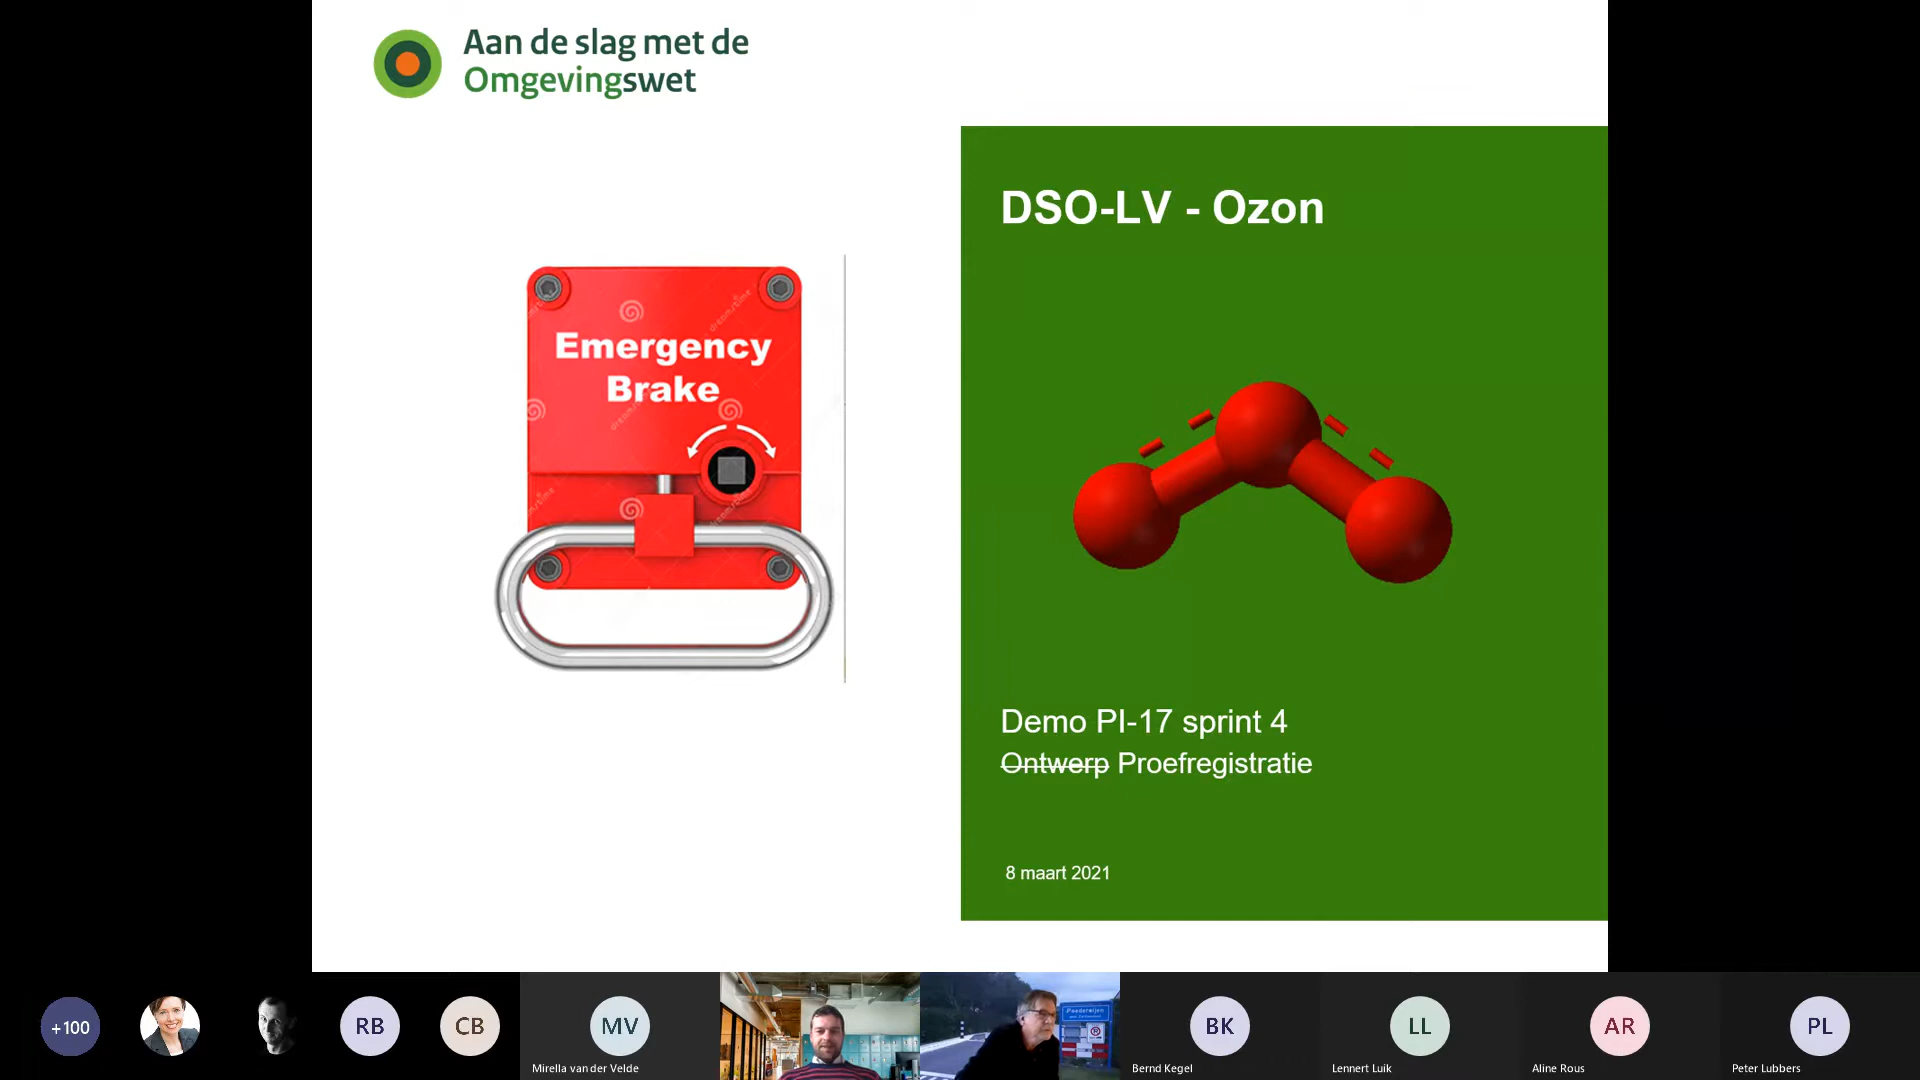 Aan de slag met de
Omgevingswet
Emergency
Brake
dreamstime
DSO-LV - Ozon
Demo PI-17 sprint 4
Ontwerp Proefregistratie
8 maart 2021
+100
RB
CB
MV
Mirella van der Velde
BK
Bernd Kegel
LL
Lennert Luik
AR
Aline Rous
PL
Peter Lubbers